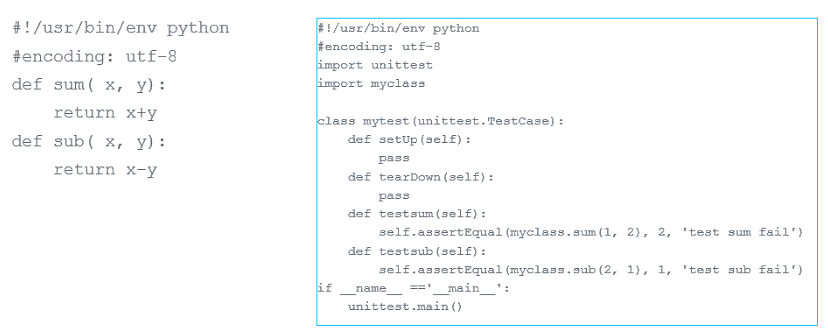 #!/usr/bin/env python
#encoding: utf-8
def sum( x, y):
    return x+y
def sub( x, y):
    return x-y
#!/usr/bin/env python
#encoding: utf-8
import unittest
import myclass

class mytest(unittest.TestCase):
    def setUp(self):
        pass
    def tearDown(self):
        pass
    def testsum(self):
        self.assertEqual(myclass.sum(1, 2), 2, 'test sum fail')
    def testsub(self):
        self.assertEqual(myclass.sub(2, 1), 1, 'test sub fail')
if __name__ =='__main__':
    unittest.main()